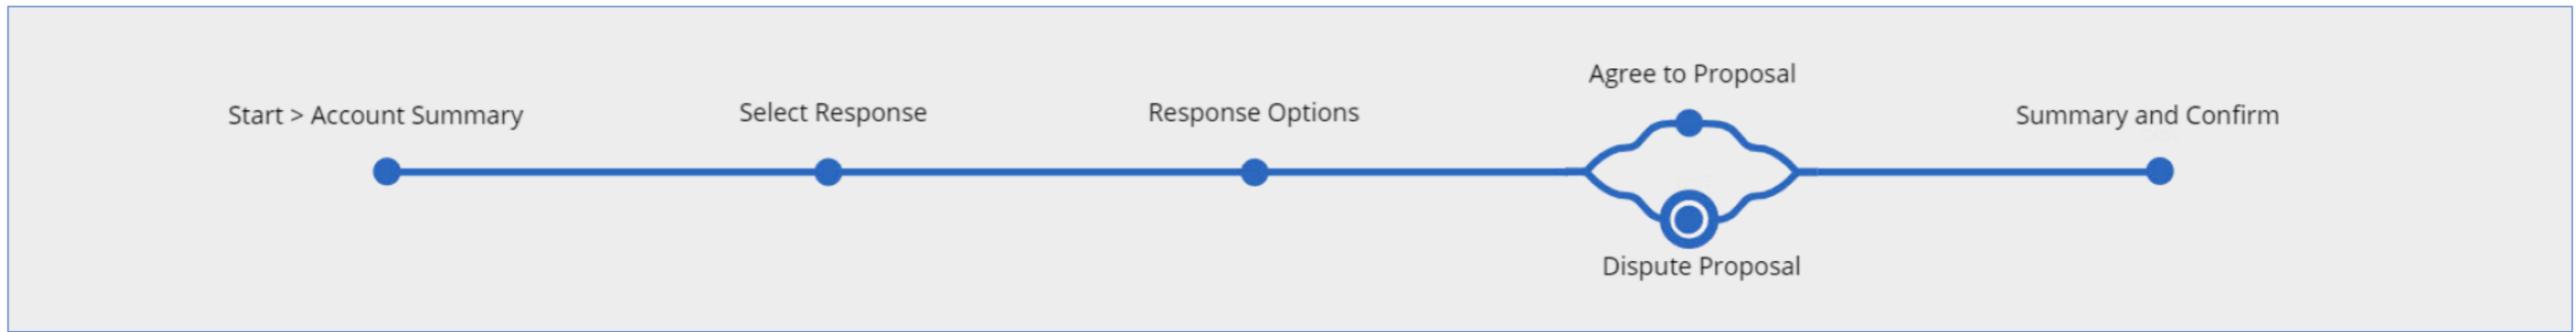 Start > Account Summary
Select Response
Response Options
Agree to Proposal
Dispute Proposal
Summary and Confirm